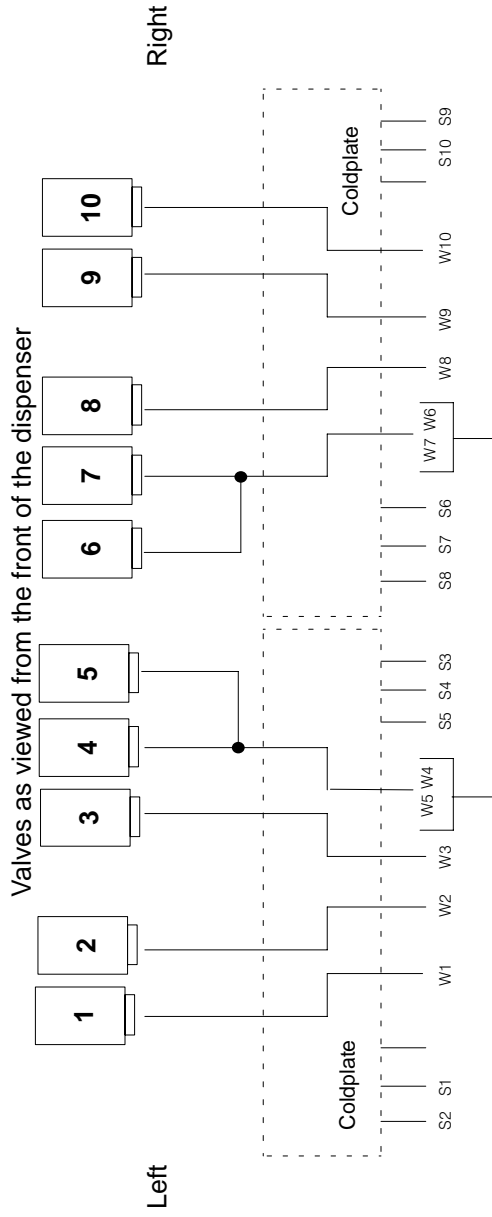 Valves as viewed from the front of the dispenser
Left
Right
1 2 3 4 5 6 7 8 9 10
Coldplate
Coldplate
S2 S1 W1 W2 W3 W5 W4 S5 S4 S3 S8 S7 S6 W7 W6 W8 W9 W10 S10 S9